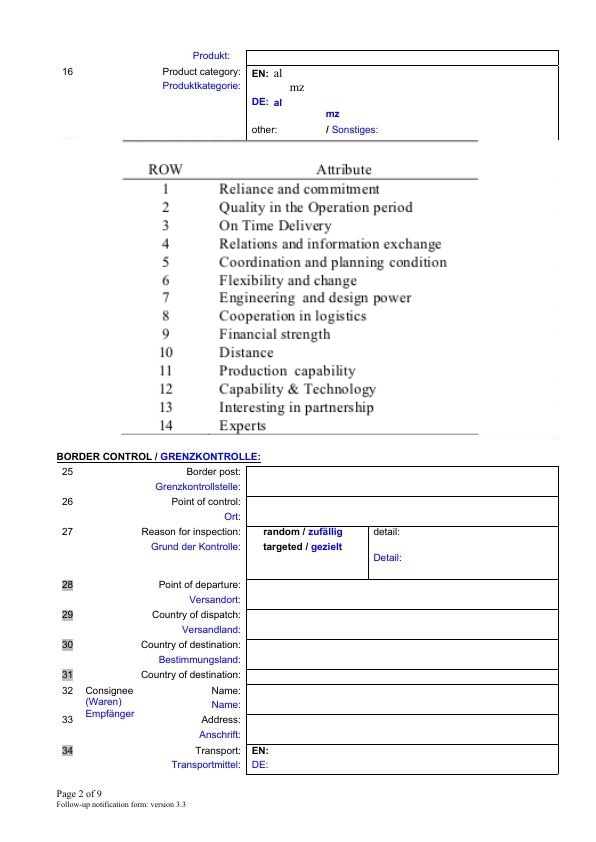 Produkt:
16 Product category: EN: al
Produktkategorie: mz
DE: al
mz
other: / Sonstiges:
ROW Attribute
1 Reliance and commitment
2 Quality in the Operation period
3 On Time Delivery
4 Relations and information exchange
5 Coordination and planning condition
6 Flexibility and change
7 Engineering and design power
8 Cooperation in logistics
9 Financial strength
10 Distance
11 Production capability
12 Capability & Technology
13 Interesting in partnership
14 Experts
BORDER CONTROL / GRENZKONTROLLE:
25 Border post:
Grenzkontrollstelle:
26 Point of control:
Ort:
27 Reason for inspection: random / zufällig detail:
Grund der Kontrolle: targeted / gezielt
Detail:
28 Point of departure:
Versandort:
29 Country of dispatch:
Versandland:
30 Country of destination:
Bestimmungsland:
31 Country of destination:
32 Consignee Name:
(Waren) Name:
Empfänger
33 Address:
Anschrift:
34 Transport: EN:
Transportmittel: DE:
Page 2 of 9
Follow-up notification form: version 3.3